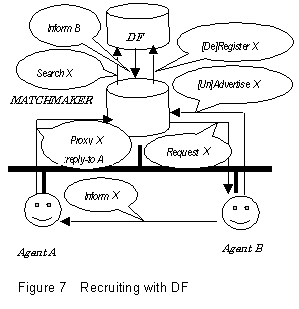 Inform B
DF
[De]Register X
Search X
[Un]Advertise X
MATCHMAKER
Proxy X
:reply-to A
Request X
Inform X
Agent A
Agent B
Figure 7 Recruiting with DF